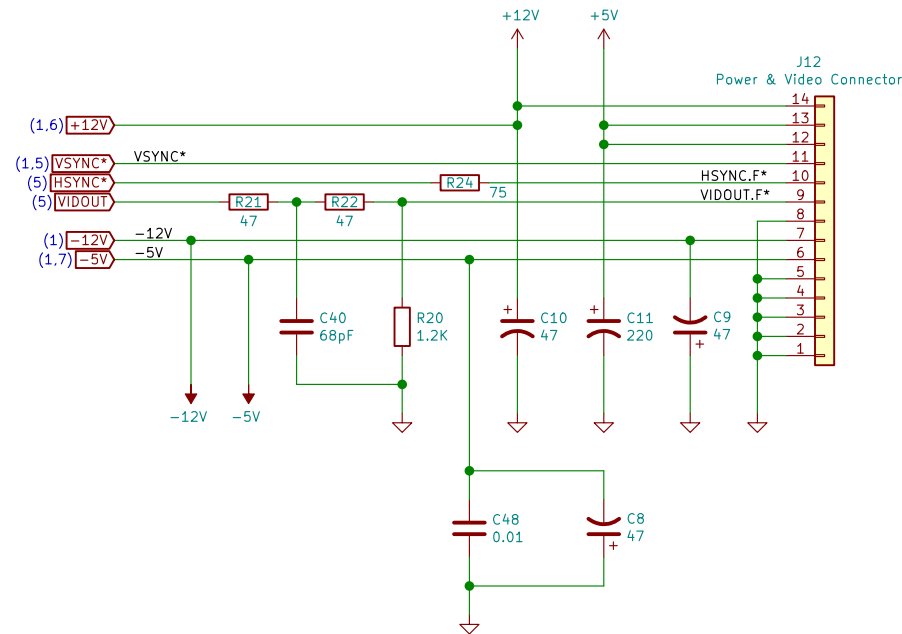 +12V
+5V
J12
Power & Video Connector
14
(1,6) +12V
13
12
(1,5) VSYNC* VSYNC*
11
(5) HSYNC*
R24
75
HSYNC.F*
10
(5) VIDOUT
R21
47
R22
47
VIDOUT.F*
9
8
(1) -12V -12V
7
(1,7) -5V -5V
6
5
4
3
2
1
C40
68pF
R20
1.2K
+
C10
47
+
C11
220
C9
47
+
-12V
-5V
C48
0.01
C8
47
+